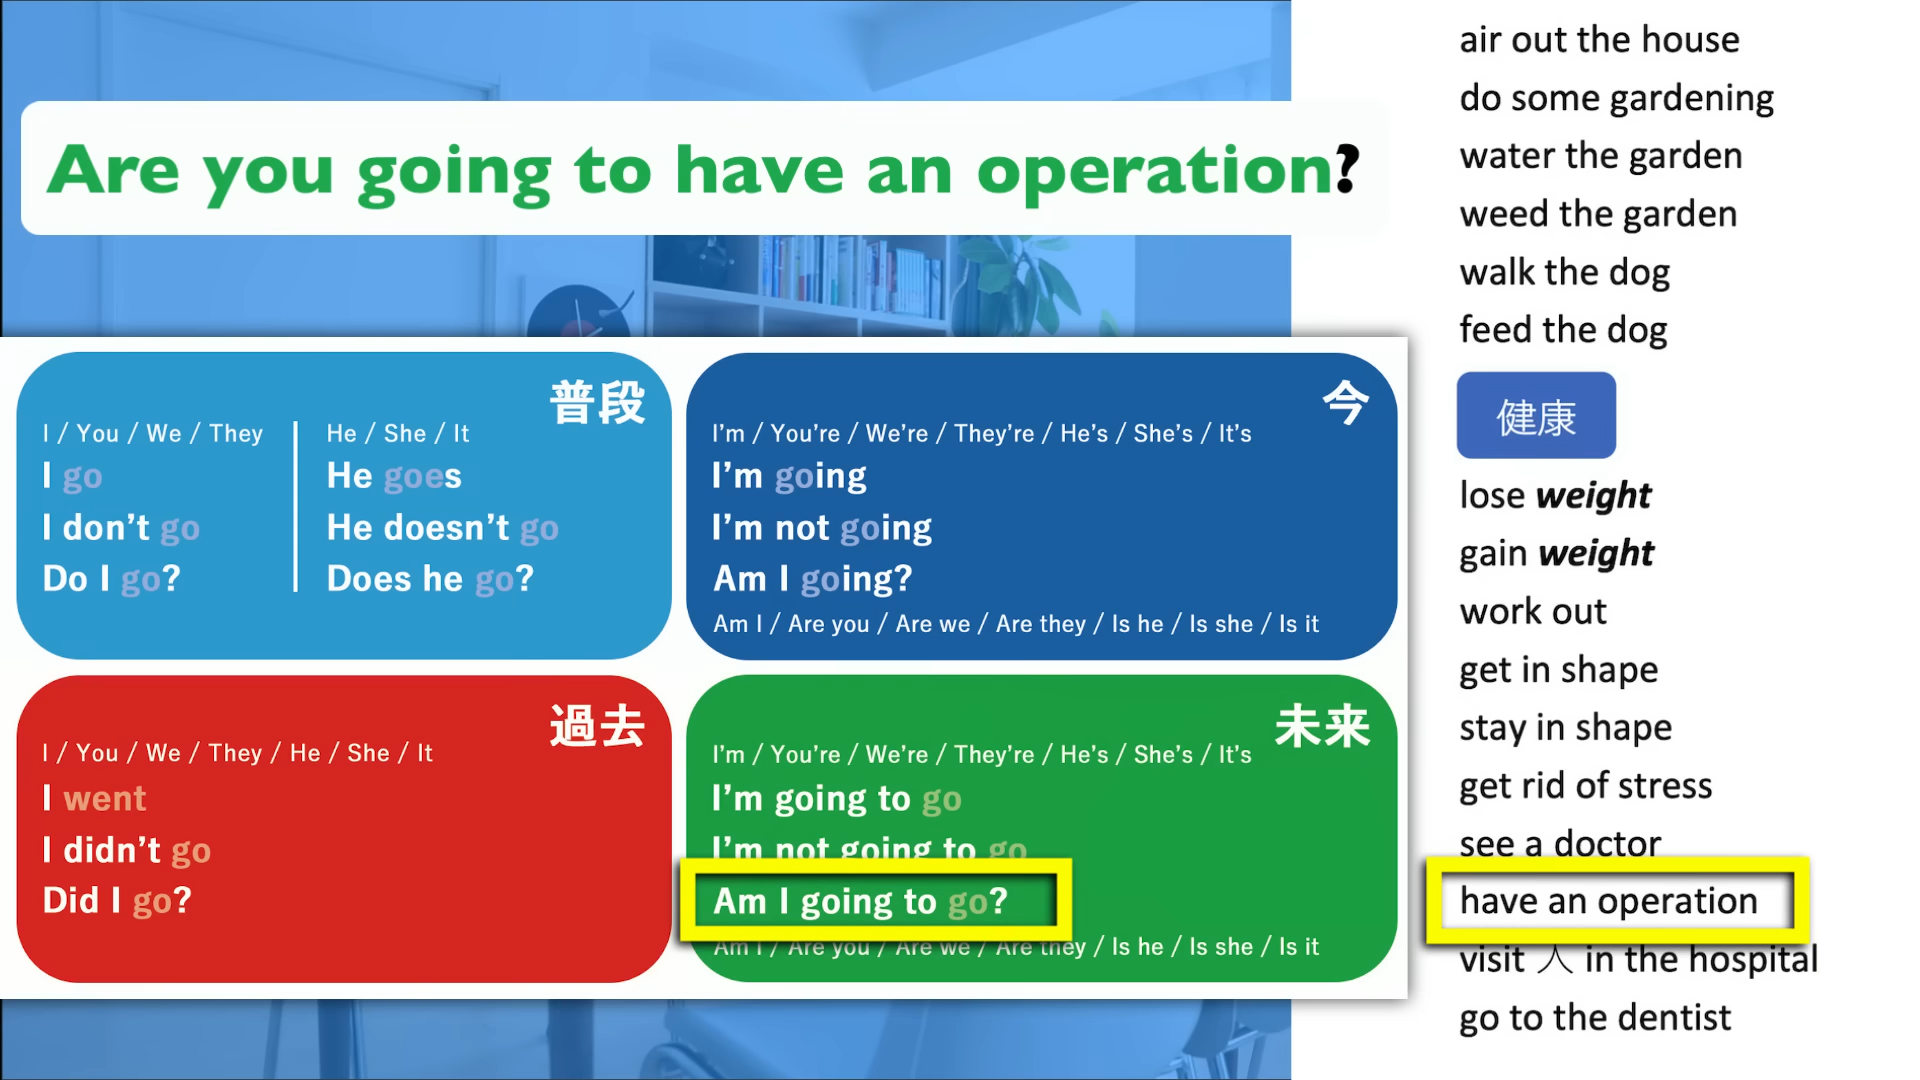 Are you going to have an operation?
普段
I / You / We / They
I go
I don't go
Do I go?
He / She / It
He goes
He doesn't go
Does he go?
今
I'm / You're / We're / They're / He's / She's / It's
I'm going
I'm not going
Am I going?
Am I / Are you / Are we / Are they / Is he / Is she / Is it
過去
I / You / We / They / He / She / It
I went
I didn't go
Did I go?
未来
I'm / You're / We're / They're / He's / She's / It's
I'm going to go
I'm not going to go
Am I going to go?
Am I / Are you / Are we / Are they / Is he / Is she / Is it
air out the house
do some gardening
water the garden
weed the garden
walk the dog
feed the dog
健康
lose weight
gain weight
work out
get in shape
stay in shape
get rid of stress
see a doctor
have an operation
visit 人 in the hospital
go to the dentist